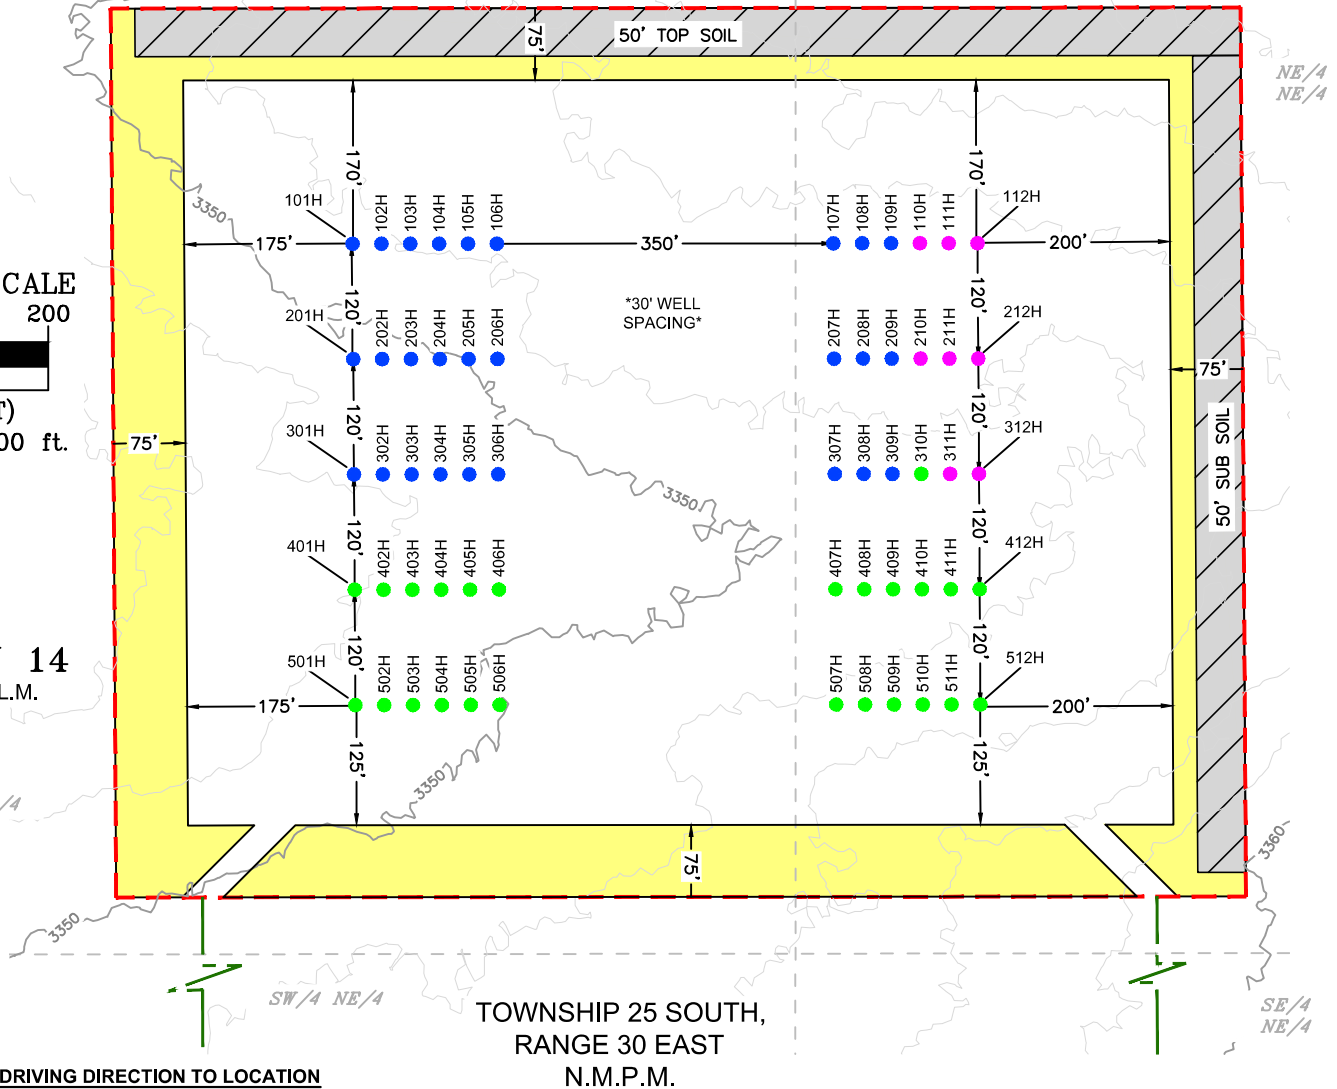 50' TOP SOIL
75'
NE/4
NE/4
170'
170'
3350
101H
102H
103H
104H
105H
106H
107H
108H
109H
110H
111H
112H
175'
350'
200'
CALE
200
120'
120'
*30' WELL
SPACING*
201H
202H
203H
204H
205H
206H
207H
208H
209H
210H
211H
212H
75'
T)
00 ft.
75'
120'
120'
301H
302H
303H
304H
305H
306H
307H
308H
309H
310H
311H
312H
50' SUB SOIL
3350
120'
120'
401H
402H
403H
404H
405H
406H
407H
408H
409H
410H
411H
412H
120'
120'
14
L.M.
501H
502H
503H
504H
505H
506H
507H
508H
509H
510H
511H
512H
175'
200'
125'
125'
3350
/4
75'
3360
3350
SW/4 NE/4
SE/4
NE/4
TOWNSHIP 25 SOUTH,
RANGE 30 EAST
N.M.P.M.
DRIVING DIRECTION TO LOCATION